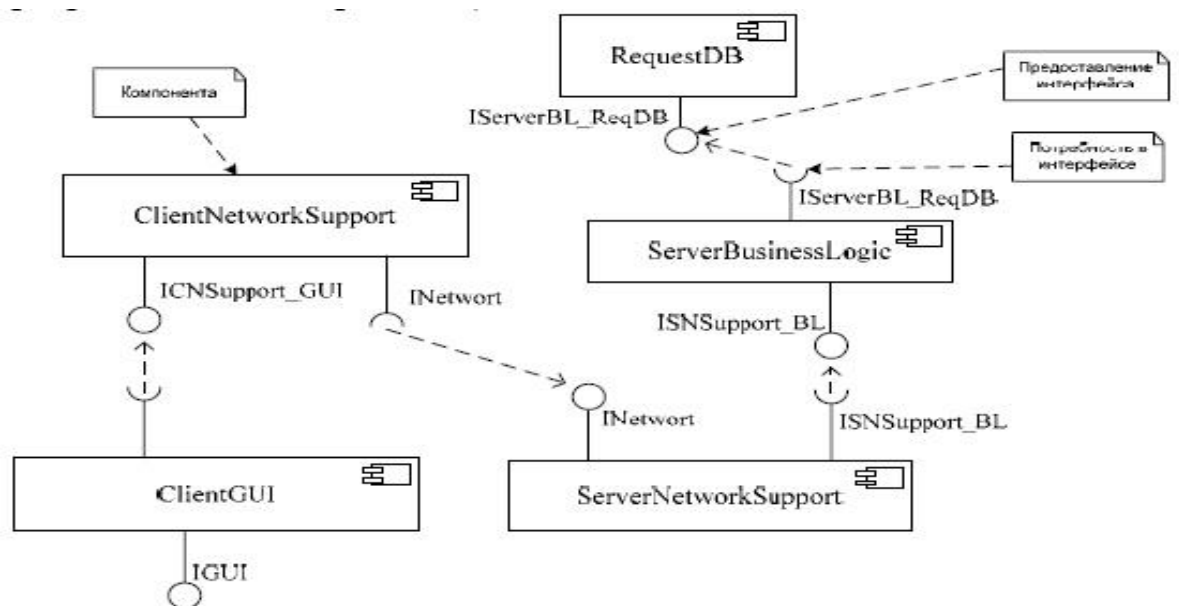 RequestDB
Компонента
Предоставление
интерфейса
IServerBL_ReqDB
Потребность в
интерфейсе
ClientNetworkSupport
IServerBL_ReqDB
ServerBusinessLogic
ICNSupport_GUI
INetwort
ISNSupport_BL
INetwort
ISNSupport_BL
ClientGUI
ServerNetworkSupport
IGUI